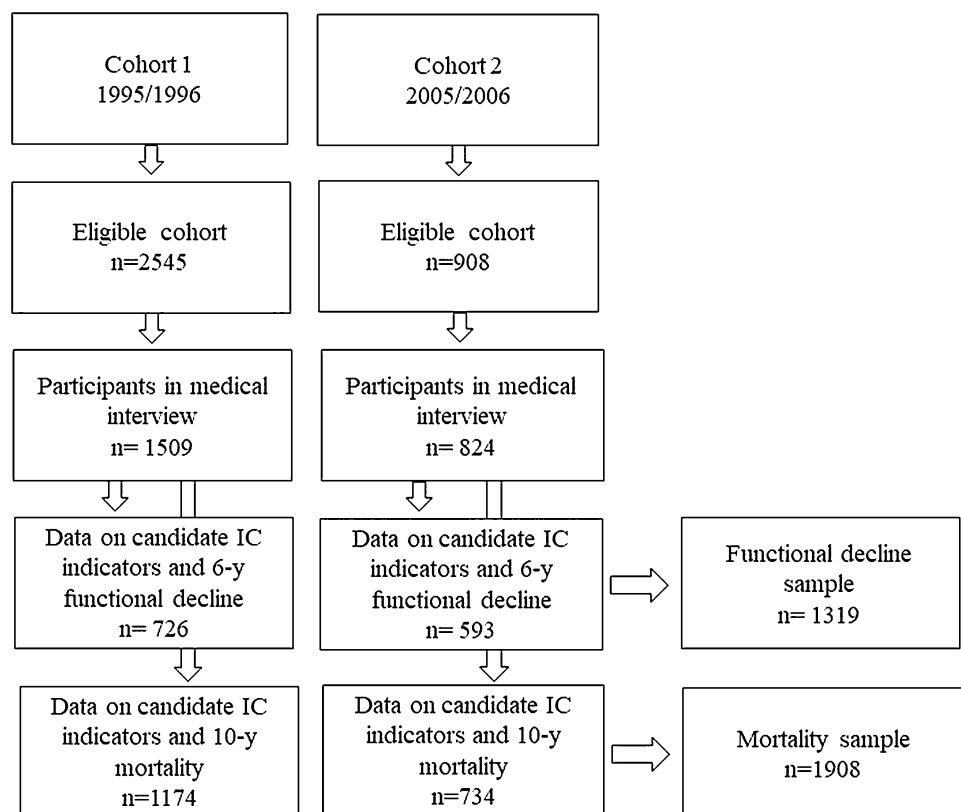 Cohort 1
1995/1996
Cohort 2
2005/2006
Eligible cohort
n=2545
Eligible cohort
n=908
Participants in medical
interview
n= 1509
Participants in medical
interview
n= 824
Data on candidate IC
indicators and 6-y
functional decline
n= 726
Data on candidate IC
indicators and 6-y
functional decline
n= 593
Functional decline
sample
n= 1319
Data on candidate IC
indicators and 10-y
mortality
n=1174
Data on candidate IC
indicators and 10-y
mortality
n=734
Mortality sample
n=1908